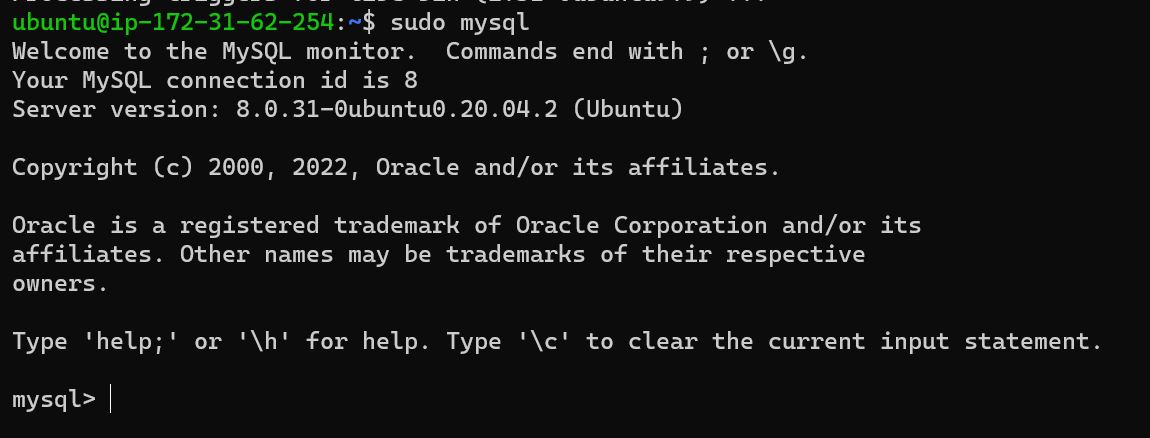 ubuntu@ip-172-31-62-254:~$ sudo mysql
Welcome to the MySQL monitor.  Commands end with ; or \g.
Your MySQL connection id is 8
Server version: 8.0.31-0ubuntu0.20.04.2 (Ubuntu)

Copyright (c) 2000, 2022, Oracle and/or its affiliates.

Oracle is a registered trademark of Oracle Corporation and/or its
affiliates. Other names may be trademarks of their respective
owners.

Type 'help;' or '\h' for help. Type '\c' to clear the current input statement.

mysql>